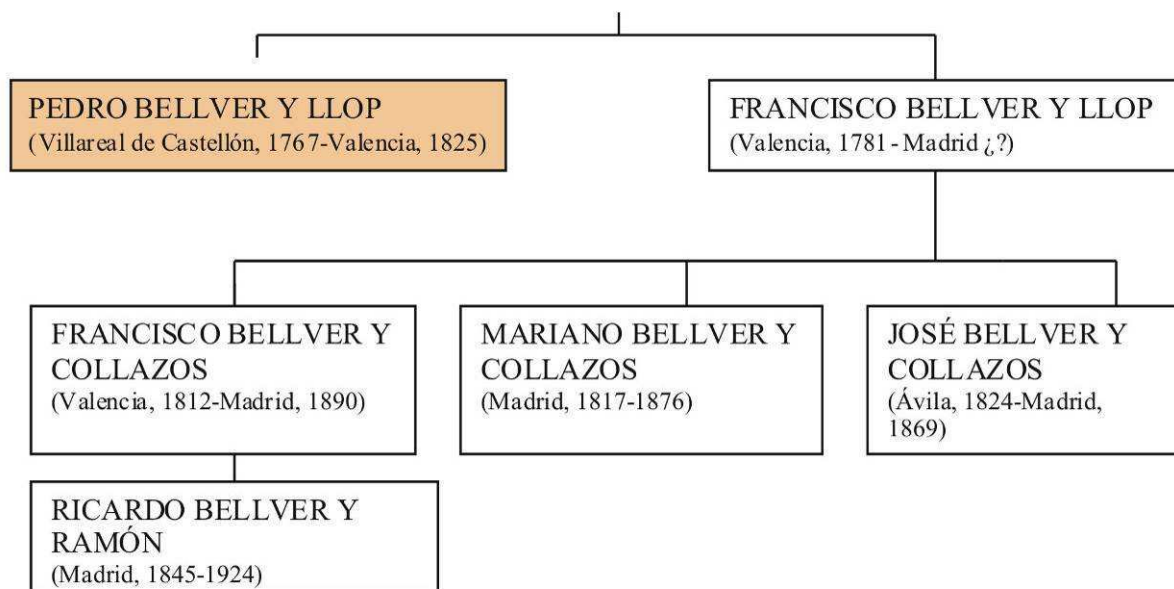 PEDRO BELLVER Y LLOP
(Villareal de Castellón, 1767-Valencia, 1825)
FRANCISCO BELLVER Y LLOP
(Valencia, 1781 - Madrid ¿?)
FRANCISCO BELLVER Y
COLLAZOS
(Valencia, 1812-Madrid, 1890)
MARIANO BELLVER Y
COLLAZOS
(Madrid, 1817-1876)
JOSÉ BELLVER Y
COLLAZOS
(Ávila, 1824-Madrid,
1869)
RICARDO BELLVER Y
RAMÓN
(Madrid, 1845-1924)